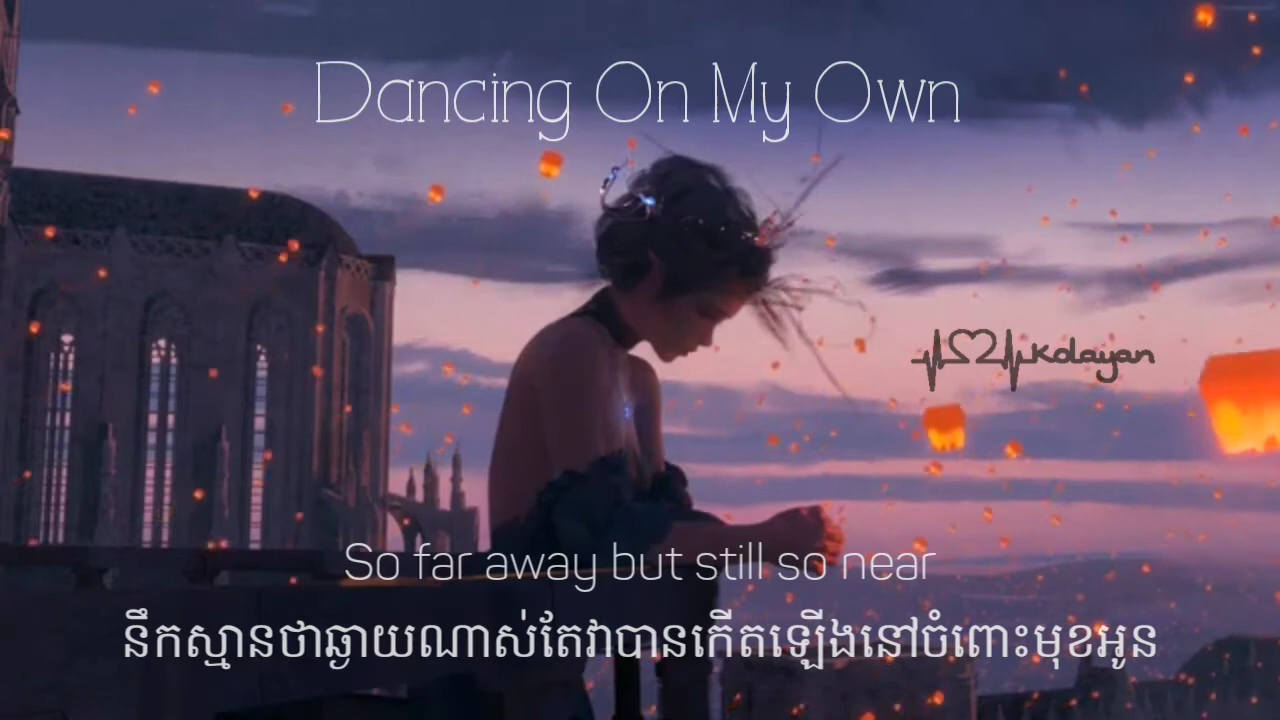 Dancing On My Own
Kolayan
So far away but still so near
នឹកស្មានថាឆ្ងាយណាស់តែវាបានកើតឡើងនៅចំពោះមុខអូន